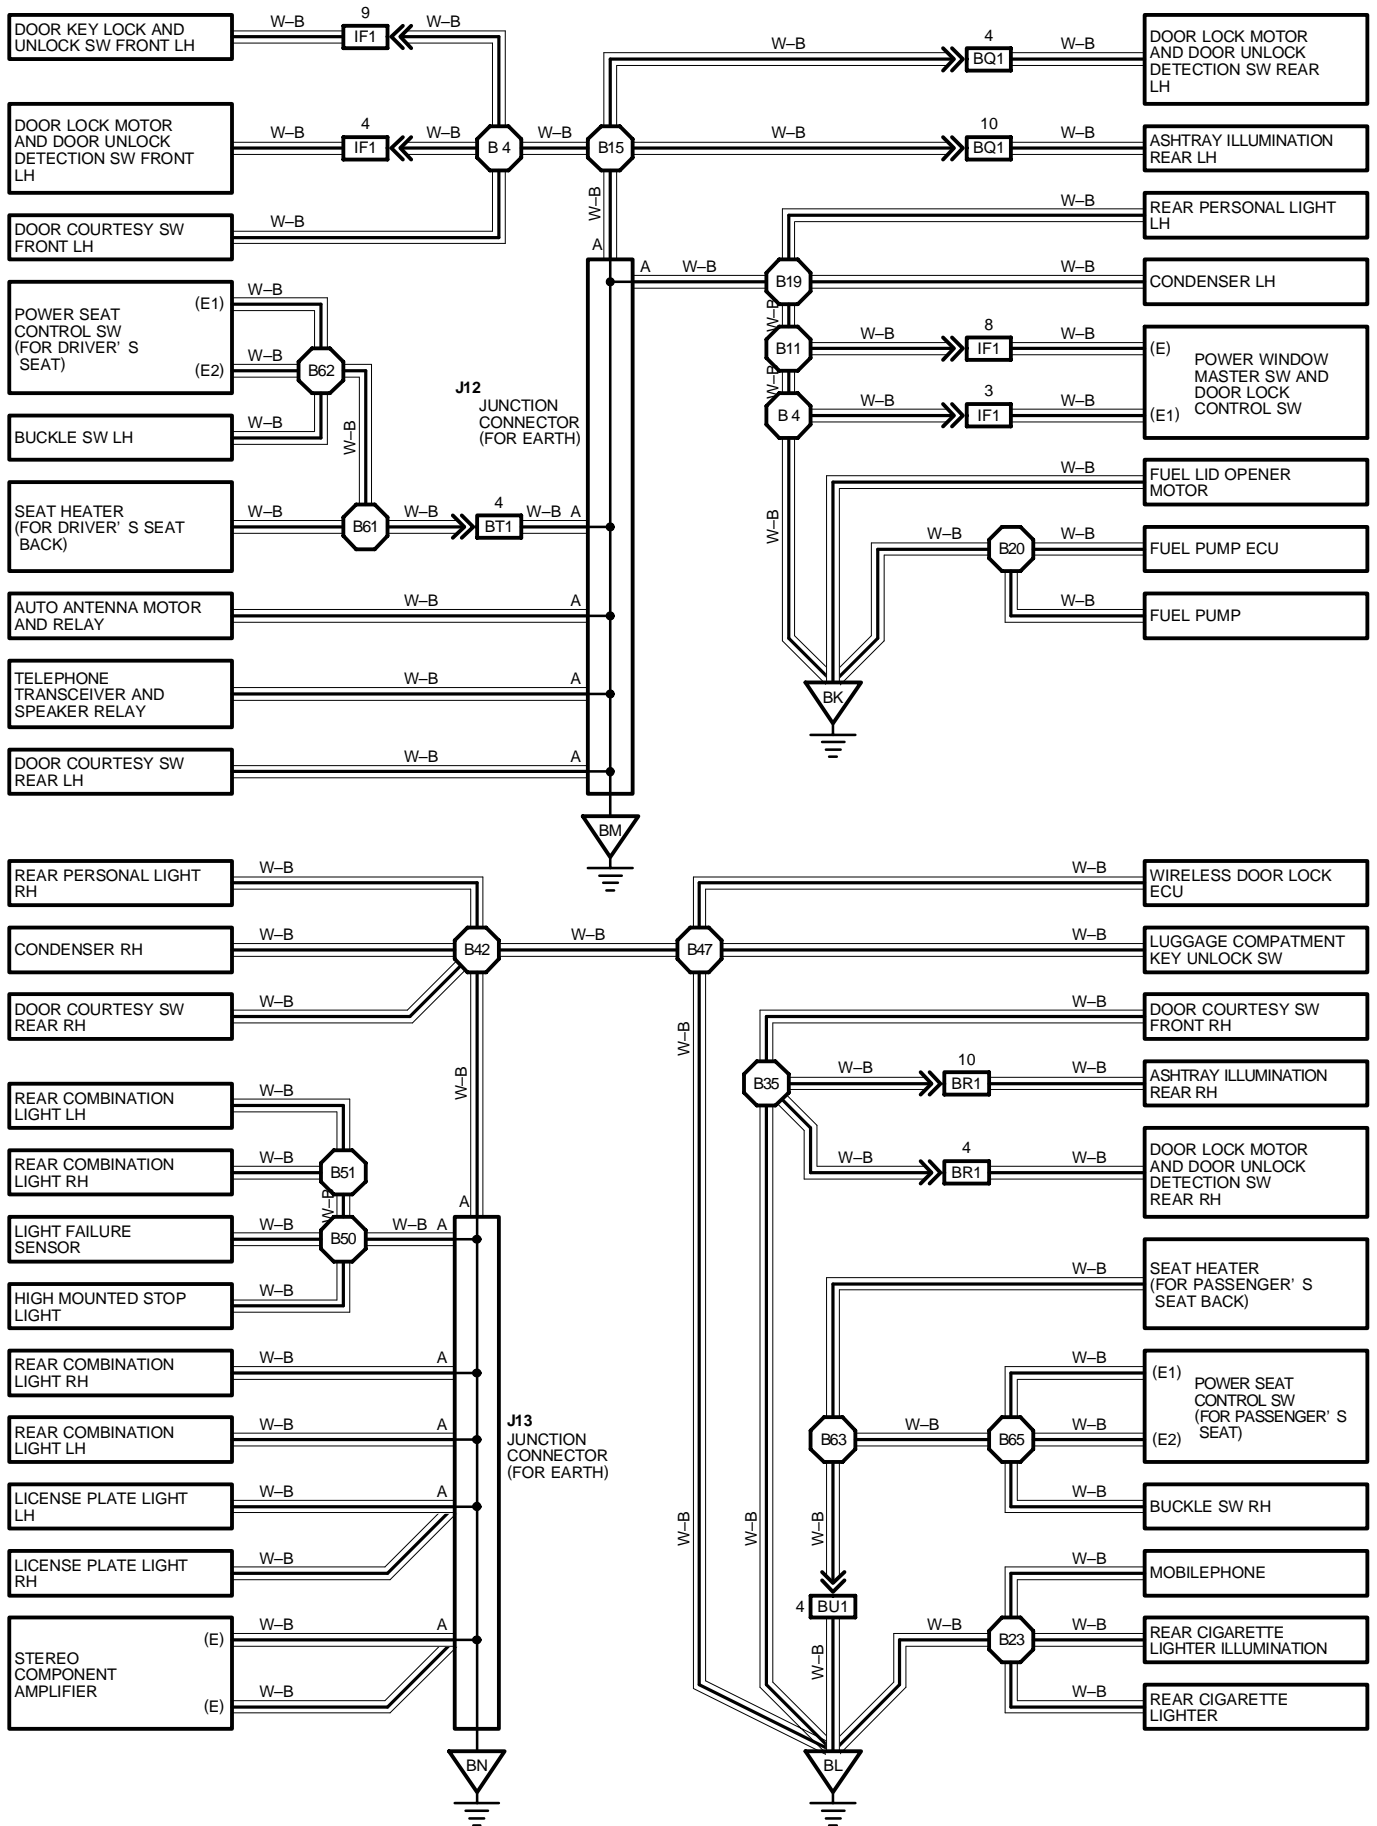 DOOR KEY LOCK AND
UNLOCK SW FRONT LH
W–B
9
IF1
W–B
DOOR LOCK MOTOR
AND DOOR UNLOCK
DETECTION SW FRONT
LH
W–B
4
IF1
W–B
B 4
W–B
B15
DOOR COURTESY SW
FRONT LH
W–B
W–B
4
BQ1
W–B
DOOR LOCK MOTOR
AND DOOR UNLOCK
DETECTION SW REAR
LH
W–B
10
BQ1
W–B
ASHTRAY ILLUMINATION
REAR LH
W–B
A
W–B
REAR PERSONAL LIGHT
LH
A
W–B
B19
W–B
CONDENSER LH
W–B
B11
W–B
8
IF1
W–B
(E)
POWER WINDOW
MASTER SW AND
DOOR LOCK
CONTROL SW
W–B
B 4
W–B
3
IF1
W–B
(E1)
POWER SEAT
CONTROL SW
(FOR DRIVER' S
SEAT)
(E1)
W–B
(E2)
W–B
B62
BUCKLE SW LH
W–B
W–B
J12
JUNCTION
CONNECTOR
(FOR EARTH)
SEAT HEATER
(FOR DRIVER' S SEAT
BACK)
W–B
B61
W–B
4
BT1
W–B
A
W–B
W–B
FUEL LID OPENER
MOTOR
W–B
B20
W–B
FUEL PUMP ECU
W–B
FUEL PUMP
AUTO ANTENNA MOTOR
AND RELAY
W–B
A
TELEPHONE
TRANSCEIVER AND
SPEAKER RELAY
W–B
A
BK
DOOR COURTESY SW
REAR LH
W–B
A
BM
REAR PERSONAL LIGHT
RH
W–B
W–B
WIRELESS DOOR LOCK
ECU
CONDENSER RH
W–B
B42
W–B
B47
W–B
LUGGAGE COMPATMENT
KEY UNLOCK SW
DOOR COURTESY SW
REAR RH
W–B
W–B
W–B
W–B
DOOR COURTESY SW
FRONT RH
B35
W–B
10
BR1
W–B
ASHTRAY ILLUMINATION
REAR RH
W–B
4
BR1
W–B
DOOR LOCK MOTOR
AND DOOR UNLOCK
DETECTION SW
REAR RH
REAR COMBINATION
LIGHT LH
W–B
REAR COMBINATION
LIGHT RH
W–B
B51
W–B
A
LIGHT FAILURE
SENSOR
W–B
B50
W–B
A
HIGH MOUNTED STOP
LIGHT
W–B
W–B
SEAT HEATER
(FOR PASSENGER' S
SEAT BACK)
REAR COMBINATION
LIGHT RH
W–B
A
REAR COMBINATION
LIGHT LH
W–B
A
J13
JUNCTION
CONNECTOR
(FOR EARTH)
W–B
(E1)
POWER SEAT
CONTROL SW
(FOR PASSENGER' S
SEAT)
B63
W–B
B65
W–B
(E2)
LICENSE PLATE LIGHT
LH
W–B
A
W–B
BUCKLE SW RH
W–B
W–B
W–B
LICENSE PLATE LIGHT
RH
W–B
W–B
MOBILEPHONE
4
BU1
STEREO
COMPONENT
AMPLIFIER
(E)
W–B
A
(E)
W–B
W–B
W–B
B23
W–B
REAR CIGARETTE
LIGHTER ILLUMINATION
W–B
REAR CIGARETTE
LIGHTER
BN
BL